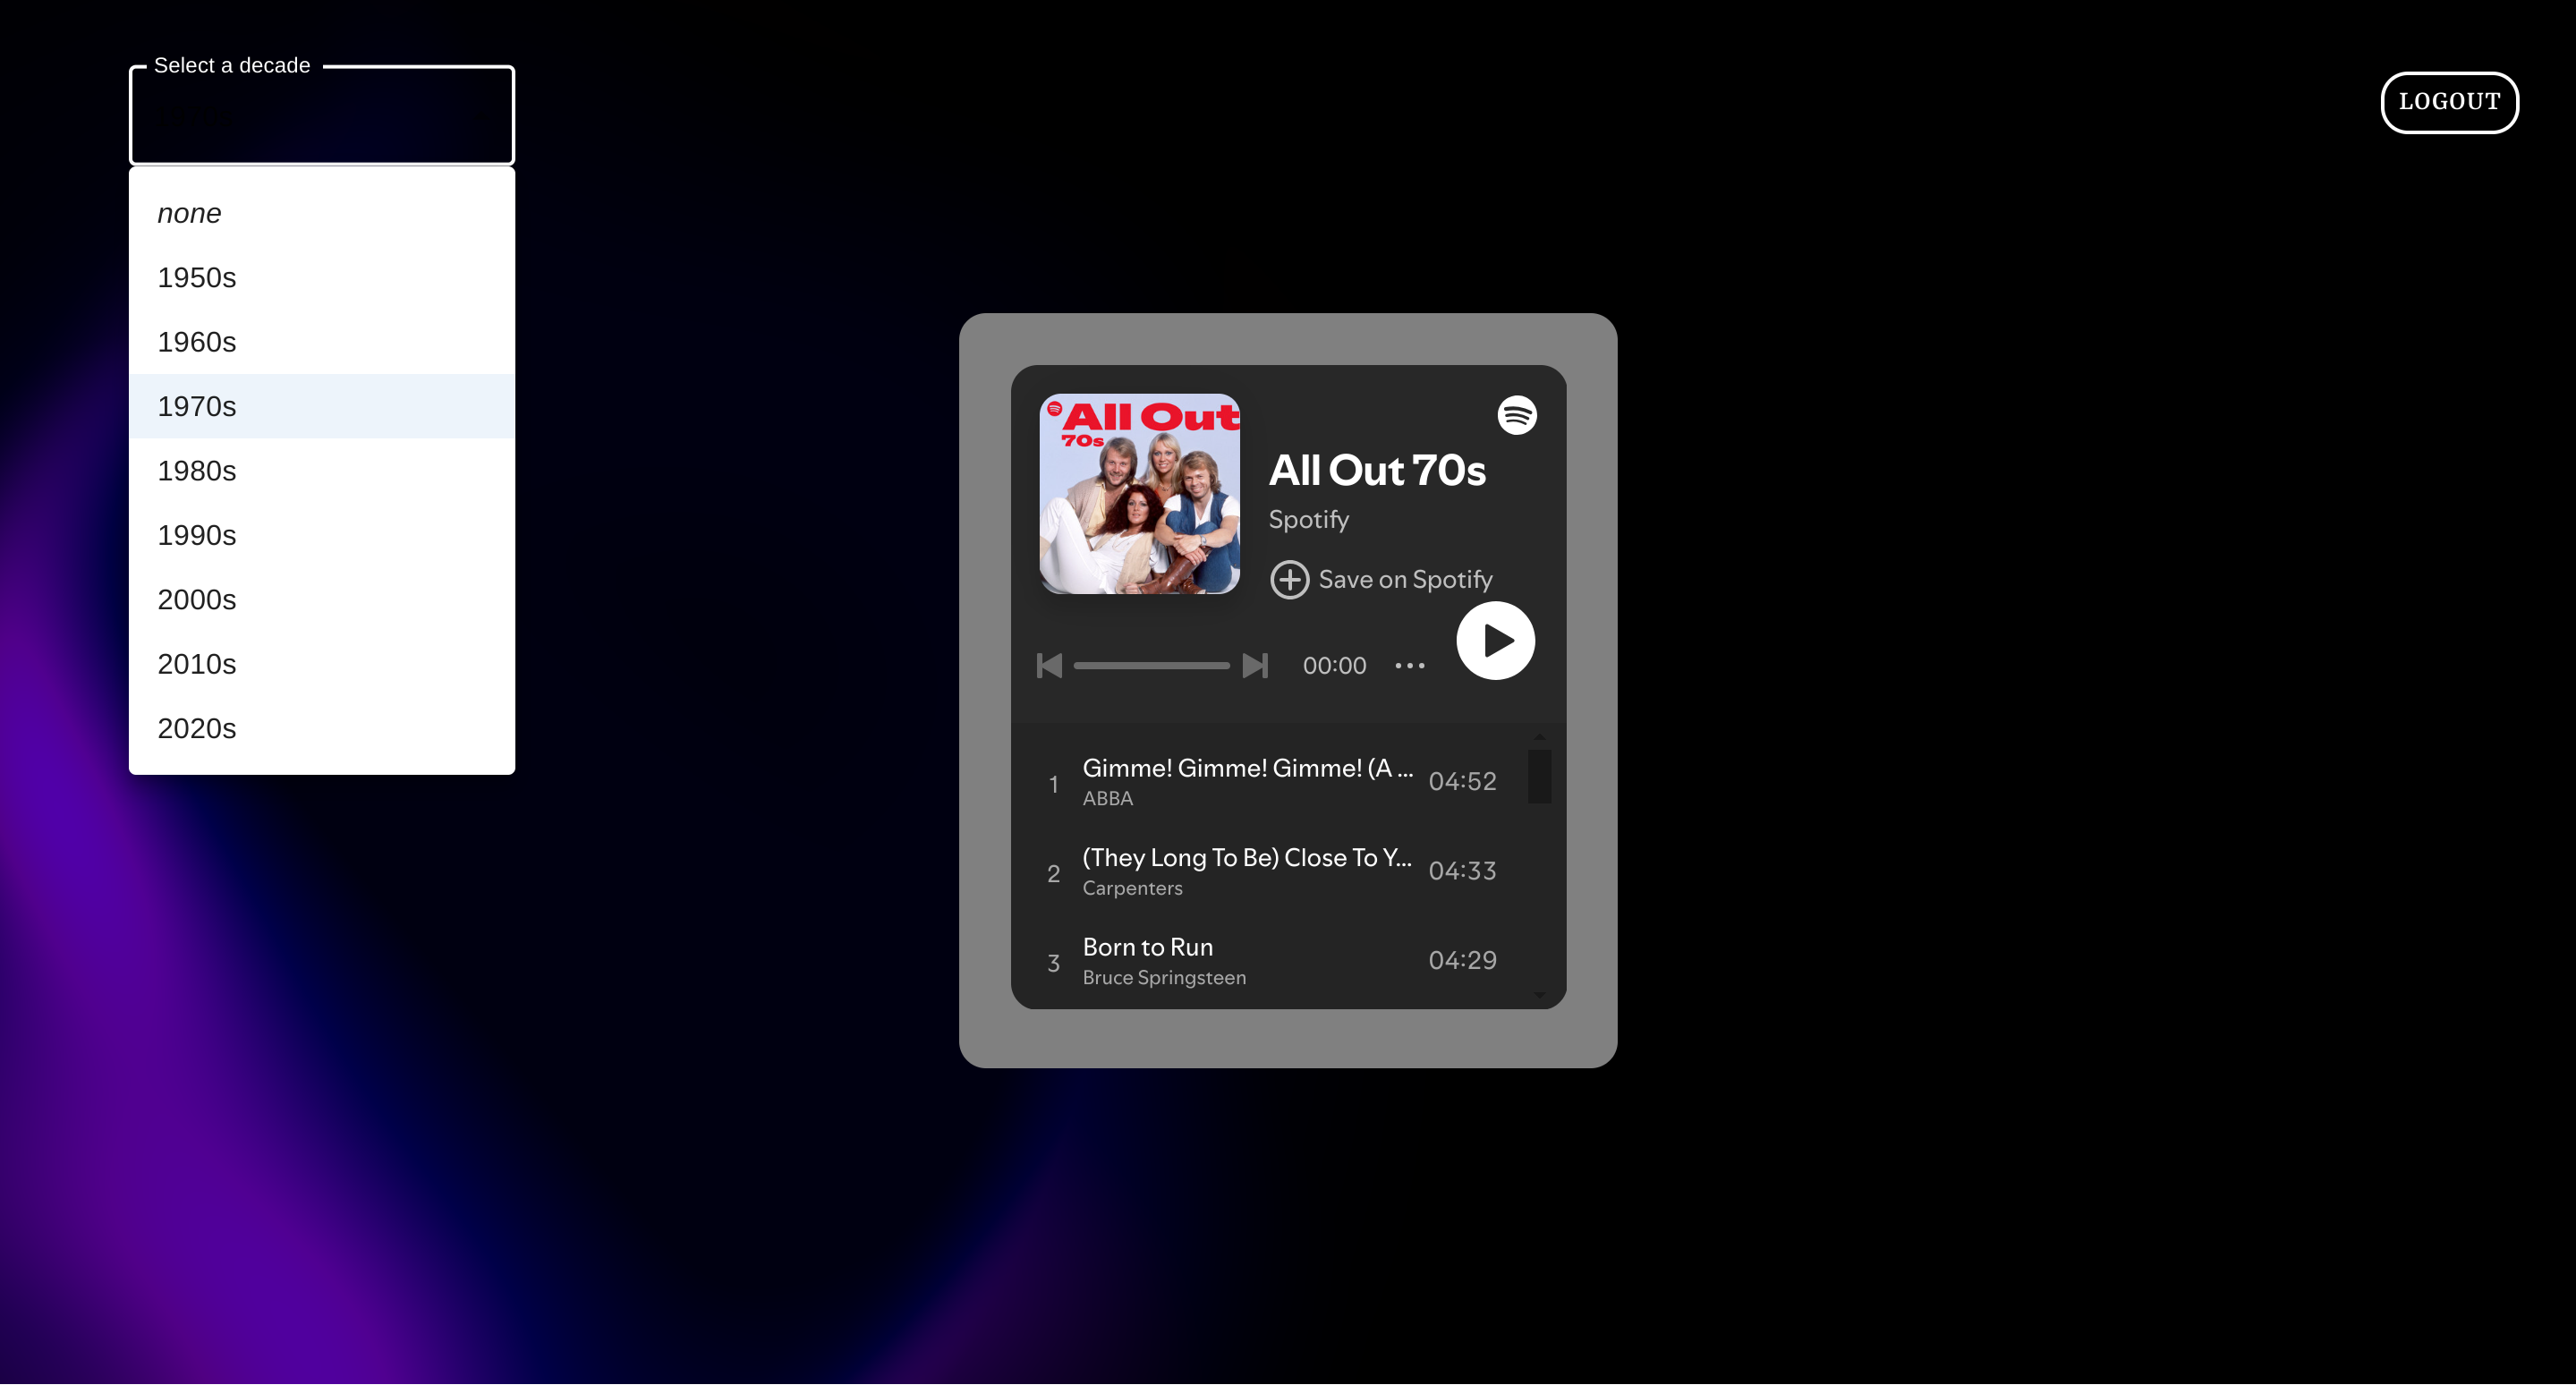 Select a decade
LOGOUT
none
1950s
1960s
1970s
1980s
1990s
2000s
2010s
2020s
All Out
70s
All Out 70s
Spotify
Save on Spotify
00:00
1 Gimme! Gimme! Gimme! (A ... 04:52
ABBA
2 (They Long To Be) Close To Y... 04:33
Carpenters
3 Born to Run 04:29
Bruce Springsteen